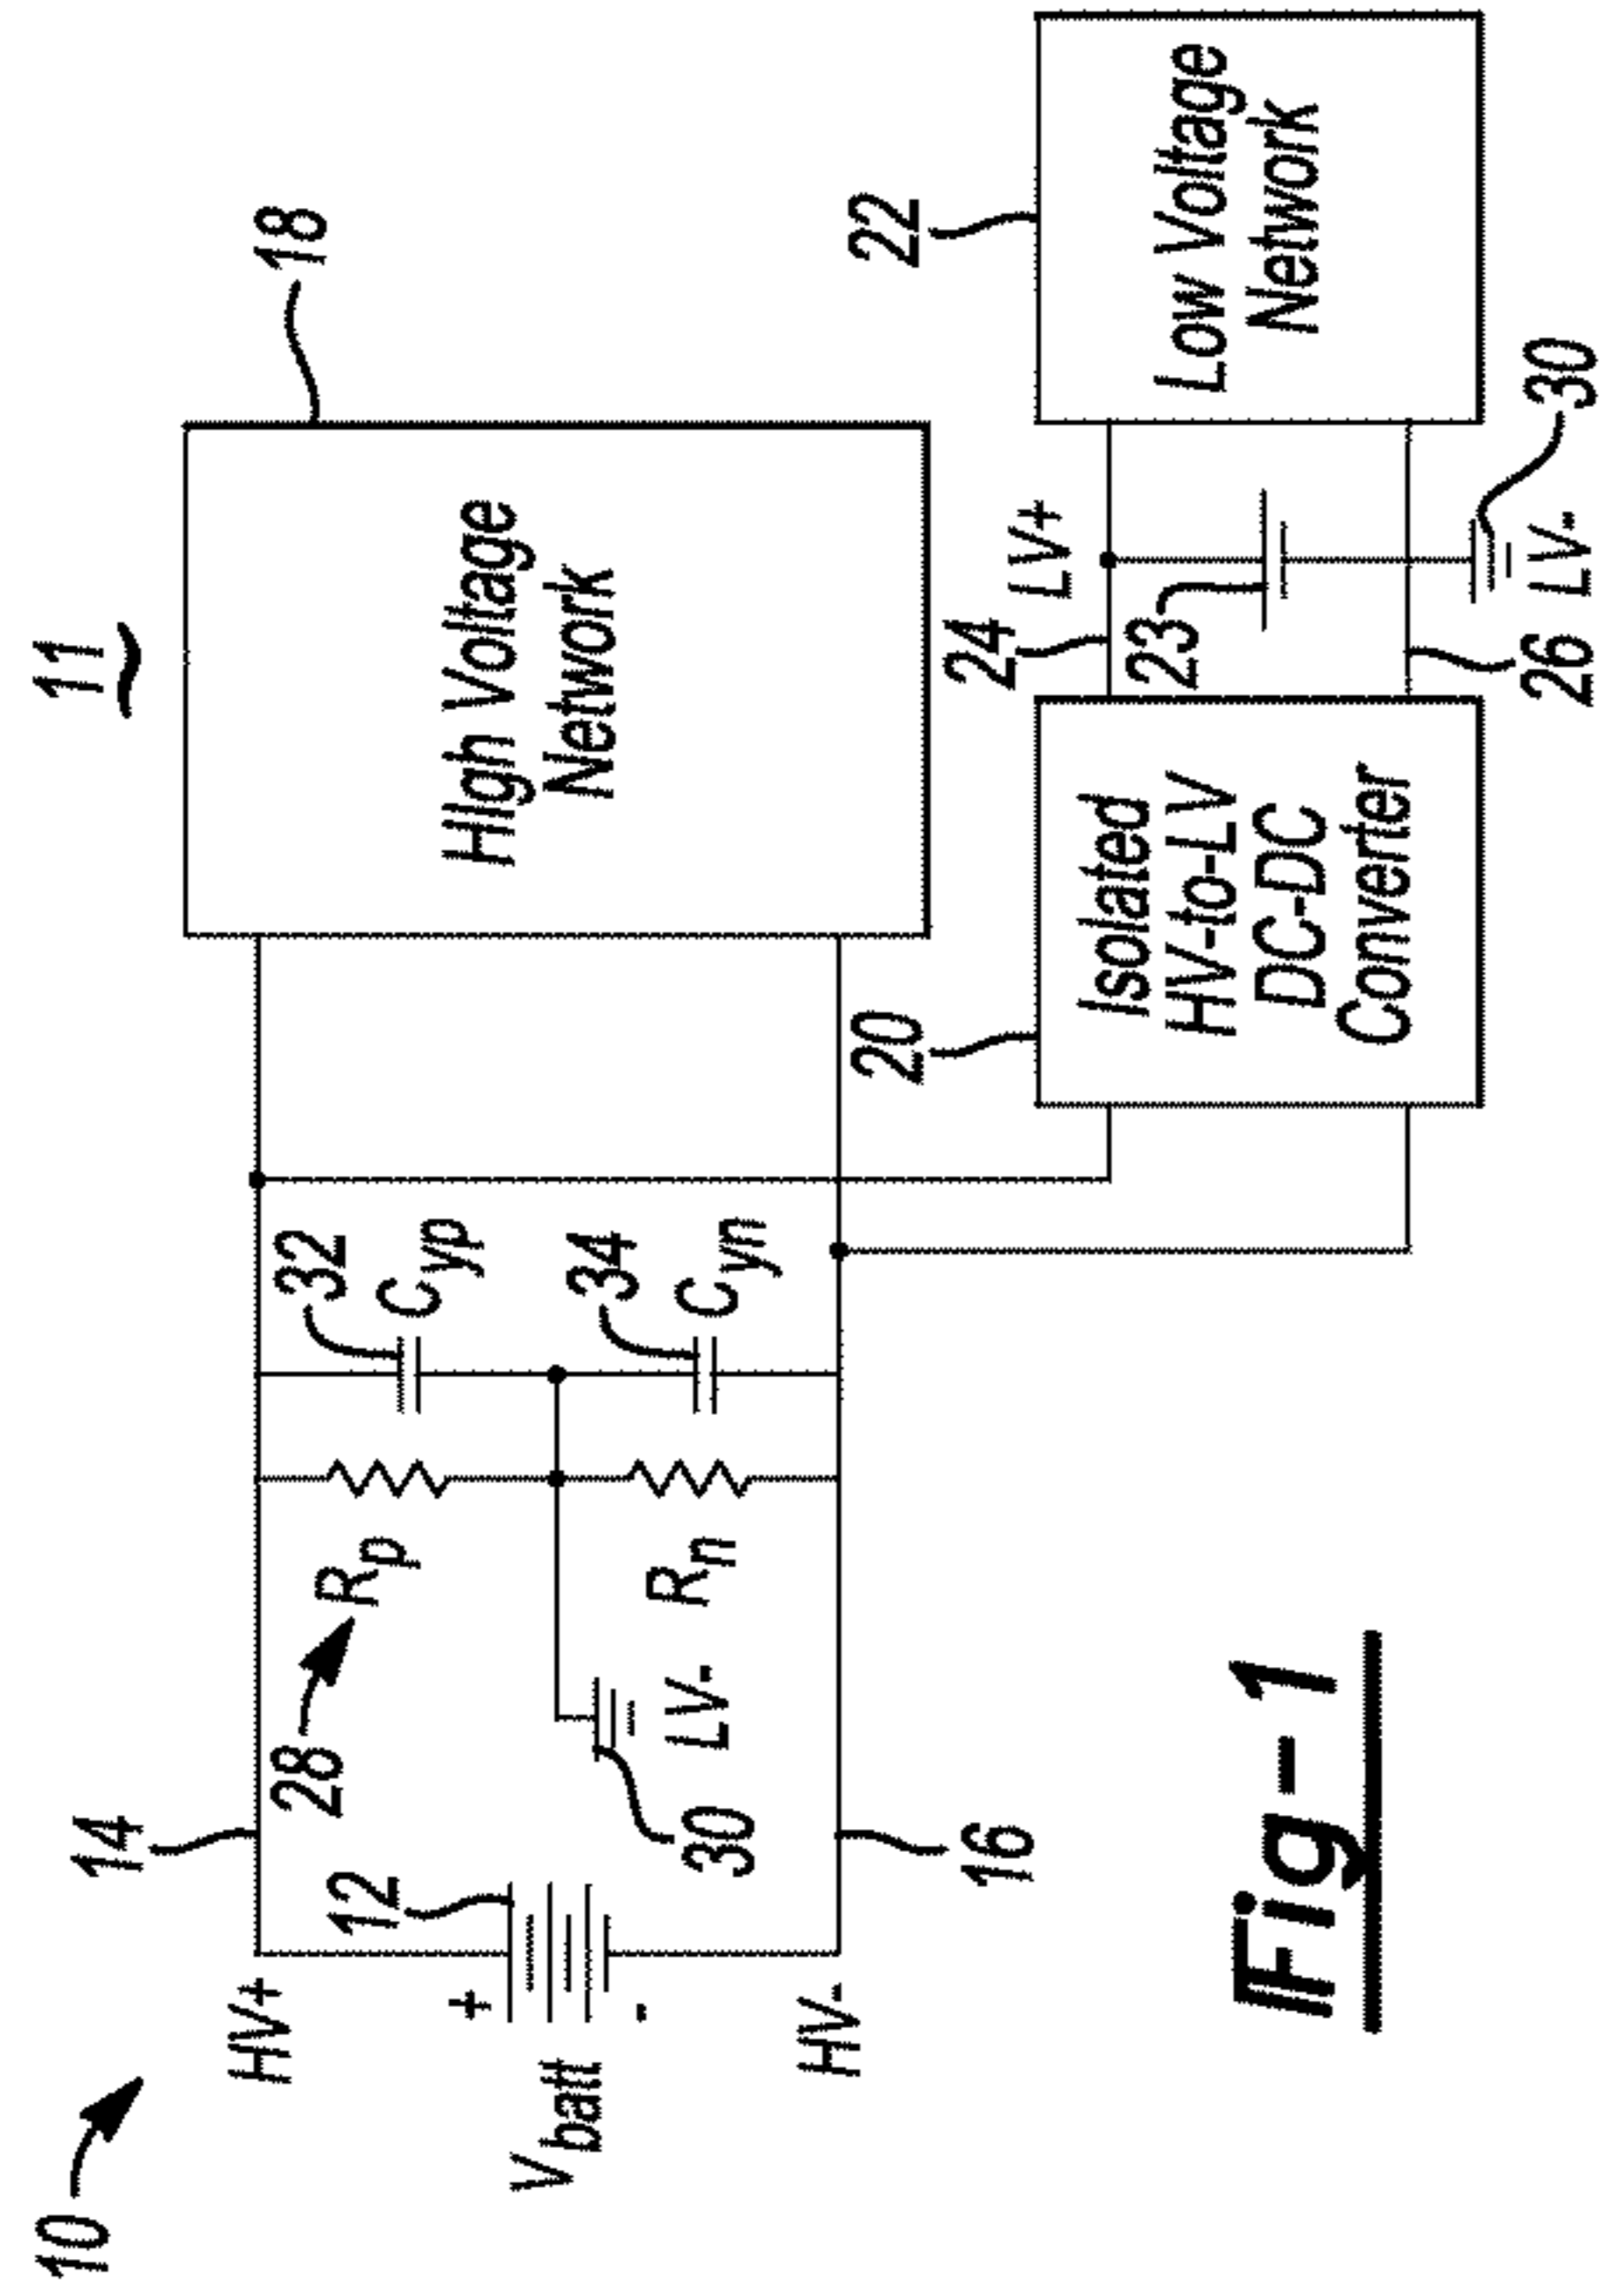 10
11
14
HV+
28
Rp
32
Cyp
High Voltage
Network
18
12
+
Vbatt
-
30
LV-
Rn
34
Cyn
HV-
16
20
Isolated
HV-to-LV
DC-DC
Converter
24
LV+
23
26
LV-
30
22
Low Voltage
Network
Fig-1